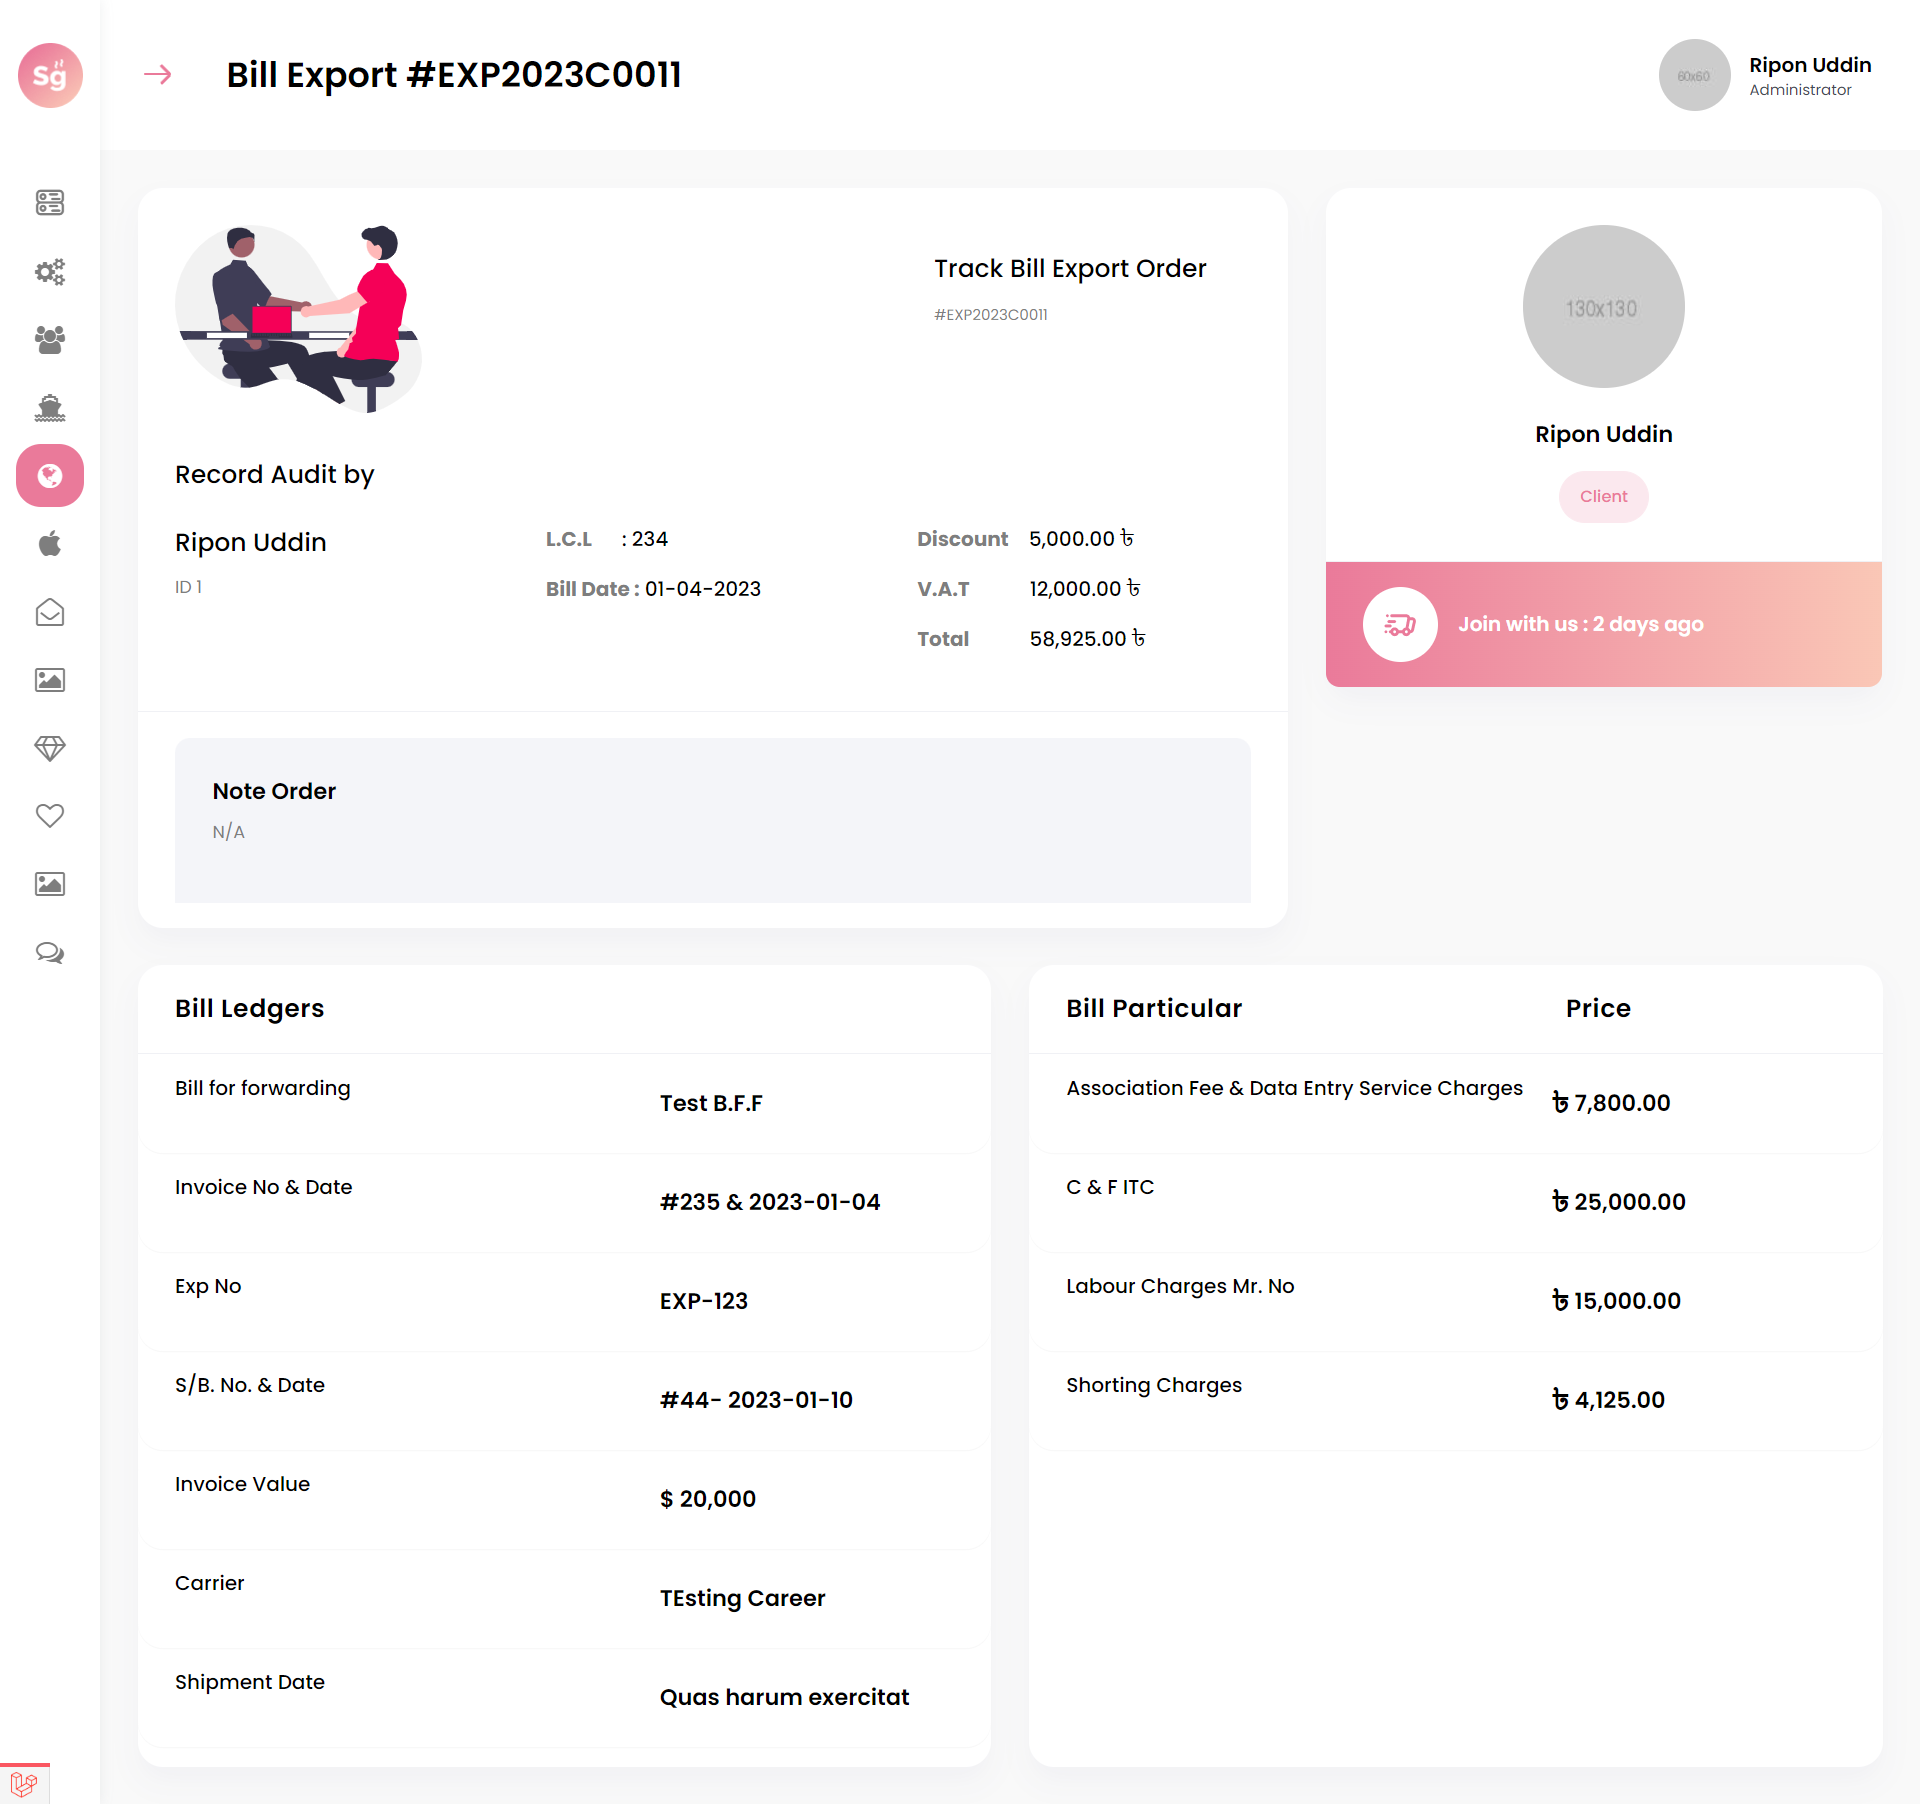 Sg
Bill Export #EXP2023C0011
60x60
Ripon Uddin
Administrator
Track Bill Export Order
#EXP2023C0011
Record Audit by
Ripon Uddin
ID 1
L.C.L : 234
Bill Date : 01-04-2023
Discount 5,000.00 ৳
V.A.T 12,000.00 ৳
Total 58,925.00 ৳
Note Order
N/A
130x130
Ripon Uddin
Client
Join with us : 2 days ago
Bill Ledgers
Bill for forwarding Test B.F.F
Invoice No & Date #235 & 2023-01-04
Exp No EXP-123
S/B. No. & Date #44- 2023-01-10
Invoice Value $ 20,000
Carrier TEsting Career
Shipment Date Quas harum exercitat
Bill Particular Price
Association Fee & Data Entry Service Charges ৳ 7,800.00
C & F ITC ৳ 25,000.00
Labour Charges Mr. No ৳ 15,000.00
Shorting Charges ৳ 4,125.00